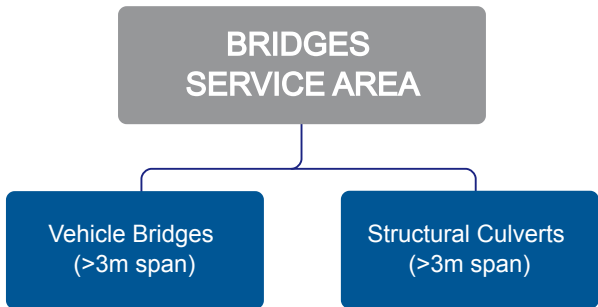 BRIDGES
SERVICE AREA
Vehicle Bridges
(>3m span)
Structural Culverts
(>3m span)